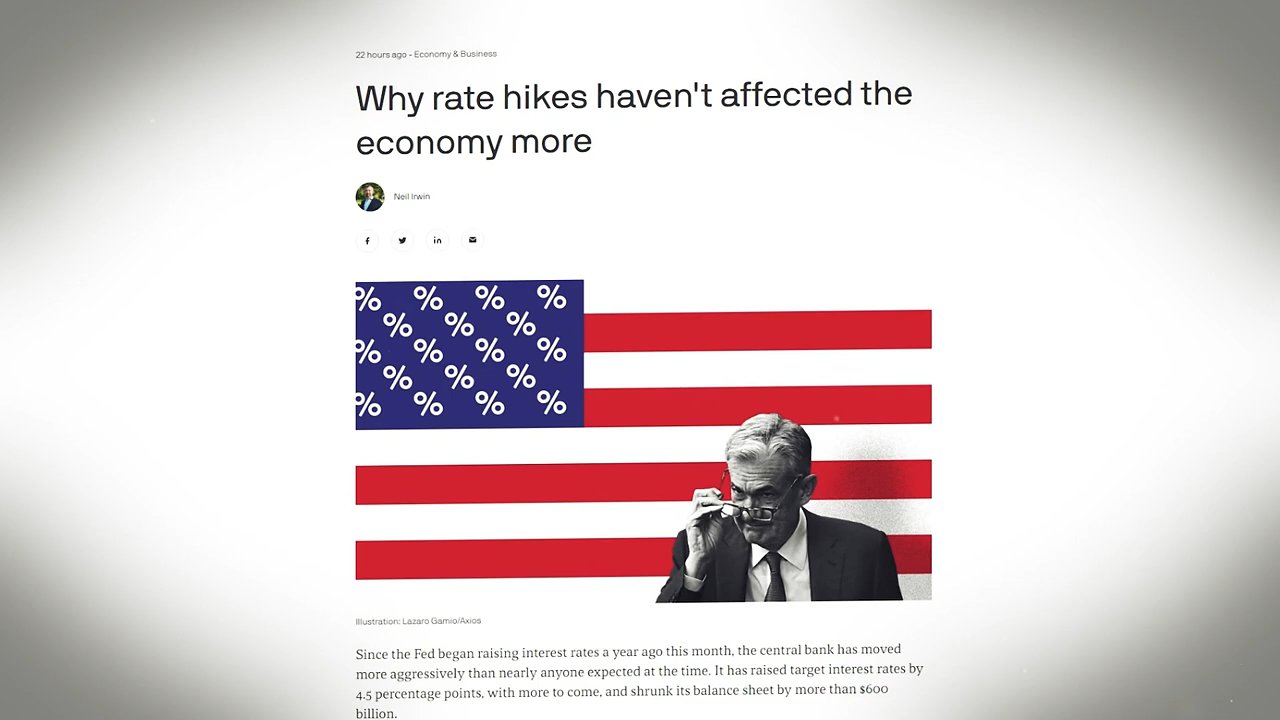 22 hours ago - Economy & Business
Why rate hikes haven't affected the
economy more
Neil Irwin
f
in
% % % %
% % %
% % % %
% % %
% % % %
Illustration: Lazaro Gamio/Axios
Since the Fed began raising interest rates a year ago this month, the central bank has moved
more aggressively than nearly anyone expected at the time. It has raised target interest rates by
4.5 percentage points, with more to come, and shrunk its balance sheet by more than $600
billion.